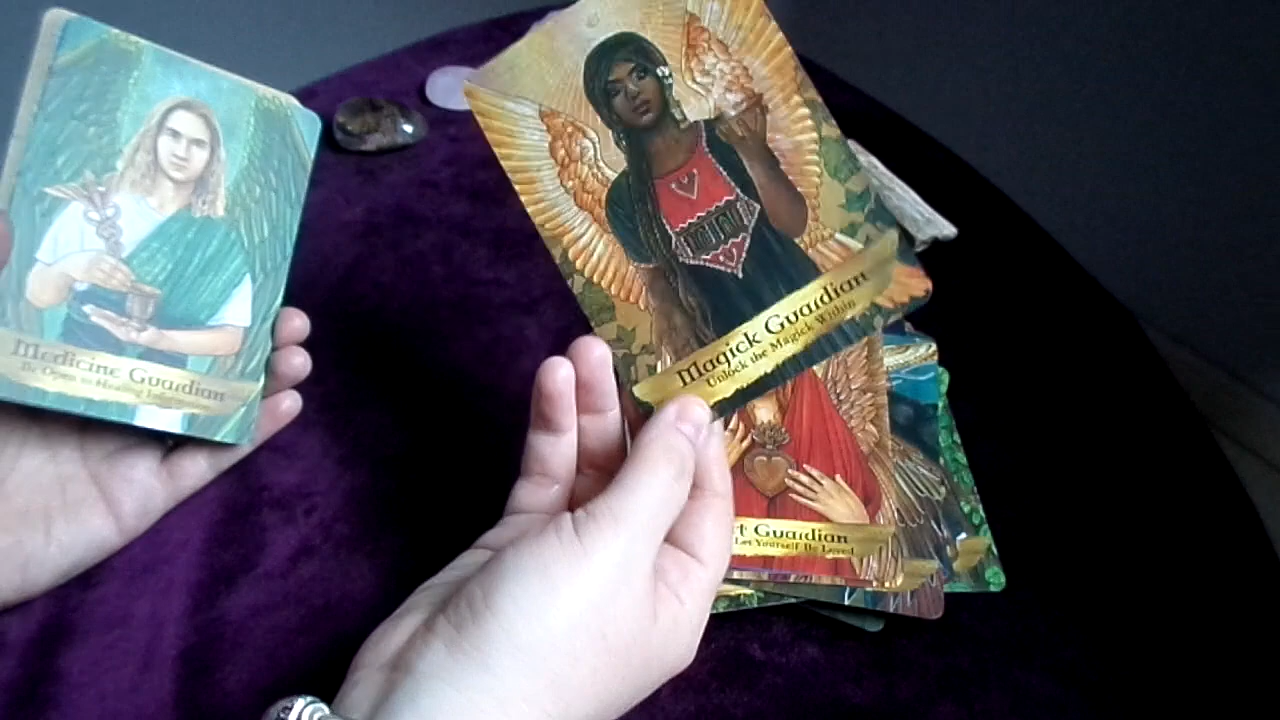 Medicine Guardian
Be Open to Healing
Magick Guardian
Unlock the Magick Within
t Guardian
Let Yourself Be Loved